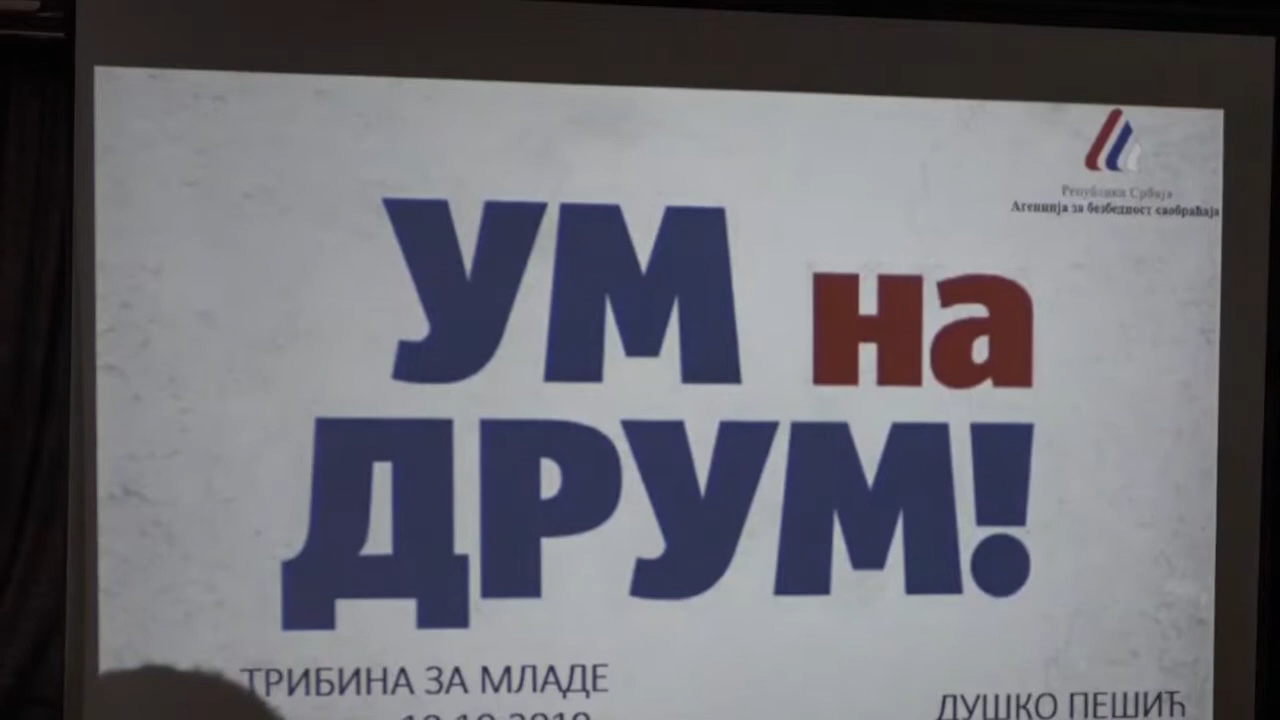 Република Србија
Агенција за безбедност саобраћаја
УМ на
ДРУМ!
ТРИБИНА ЗА МЛАДЕ
ДУШКО ПЕШИЋ